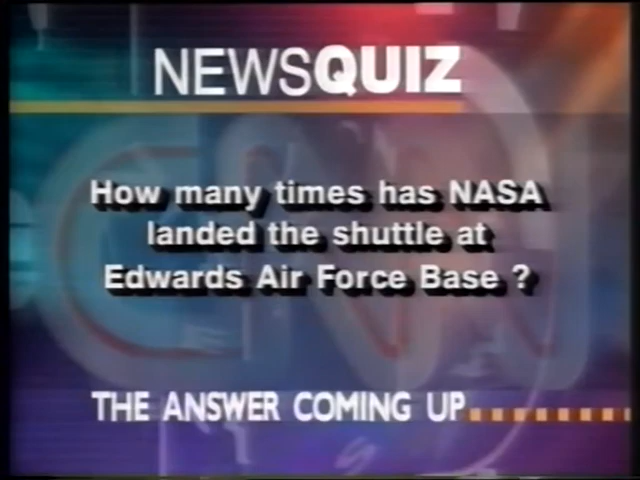 NEWSQUIZ
How many times has NASA
landed the shuttle at
Edwards Air Force Base ?
THE ANSWER COMING UP